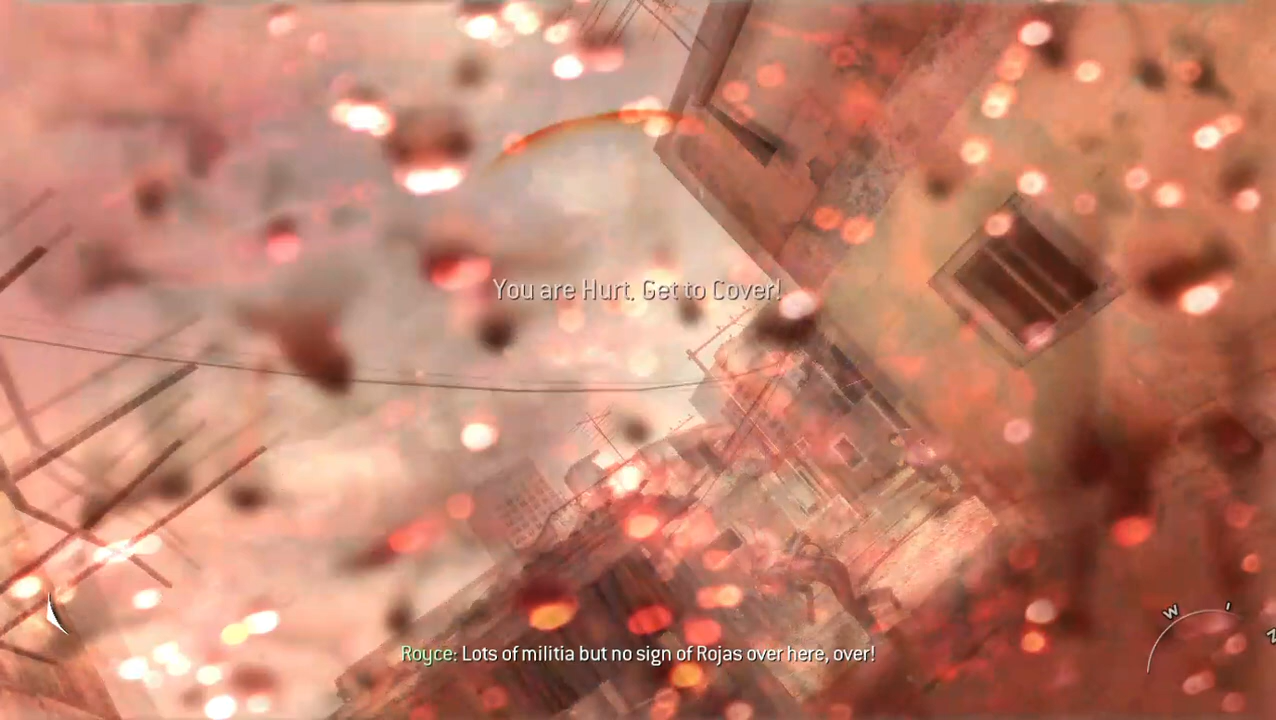 You are Hurt. Get to Cover!
Royce: Lots of militia but no sign of Rojas over here, over!
W
N